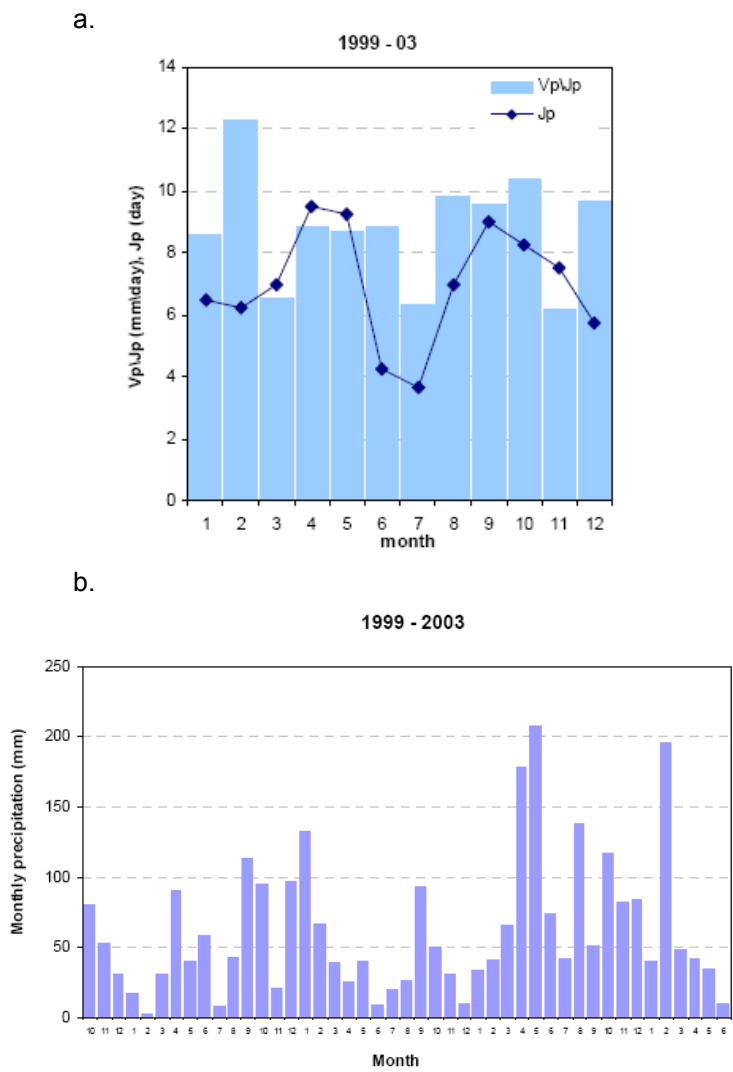 a.
1999 - 03
14
12
10
8
6
4
2
0
Vp\Jp (mm\day), Jp (day)
Vp\Jp
Jp
1 2 3 4 5 6 7 8 9 10 11 12
month
b.
1999 - 2003
250
200
150
100
50
0
Monthly precipitation (mm)
10 11 12 1 2 3 4 5 6 7 8 9 10 11 12 1 2 3 4 5 6 7 8 9 10 11 12 1 2 3 4 5 6 7 8 9 10 11 12 1 2 3 4 5 6
Month